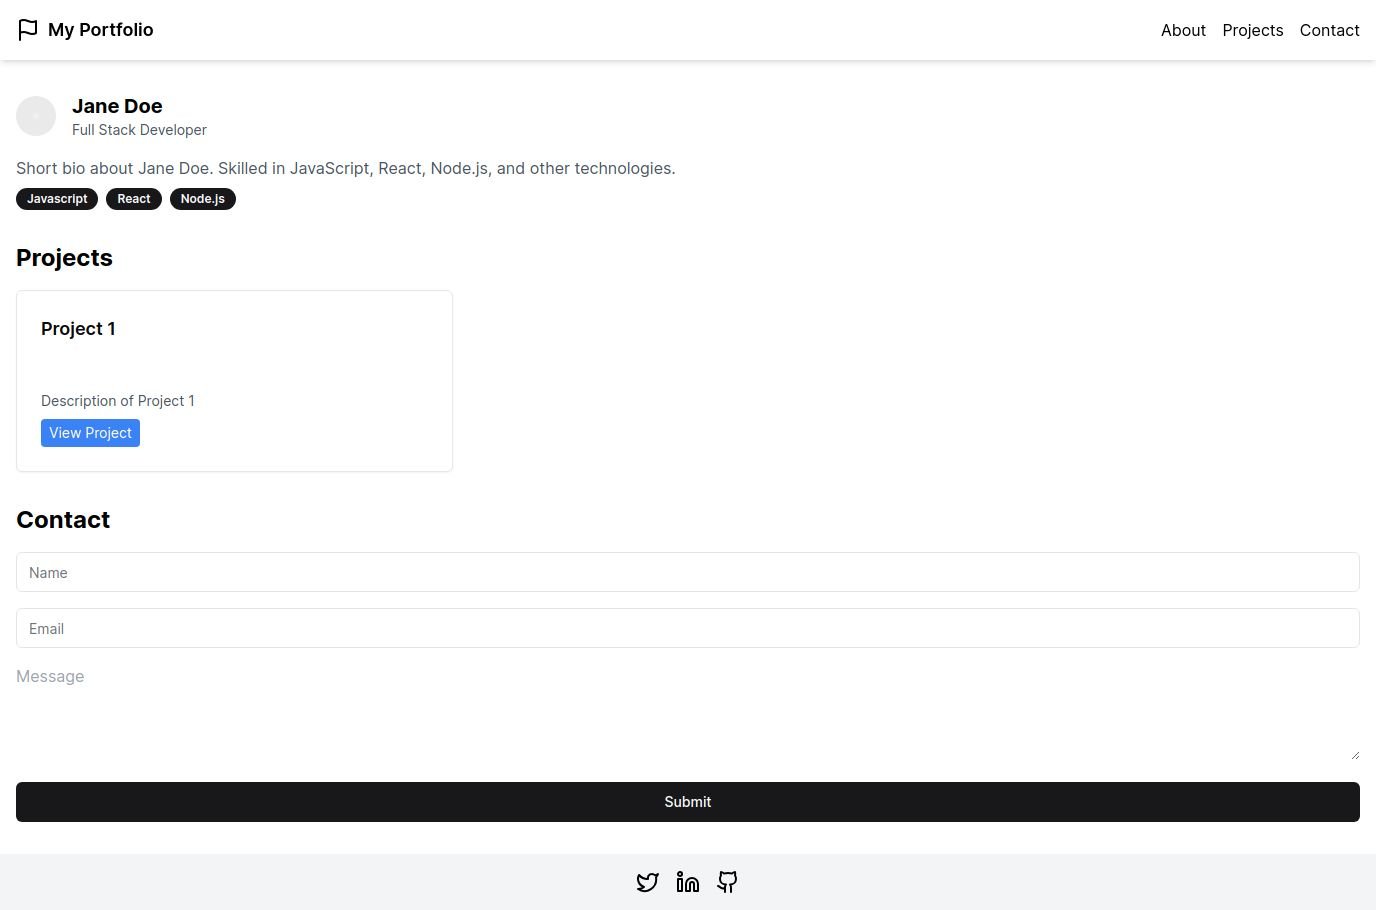 My Portfolio
About Projects Contact
Jane Doe
Full Stack Developer
Short bio about Jane Doe. Skilled in JavaScript, React, Node.js, and other technologies.
Javascript React Node.js
Projects
Project 1
Description of Project 1
View Project
Contact
Name
Email
Message
Submit